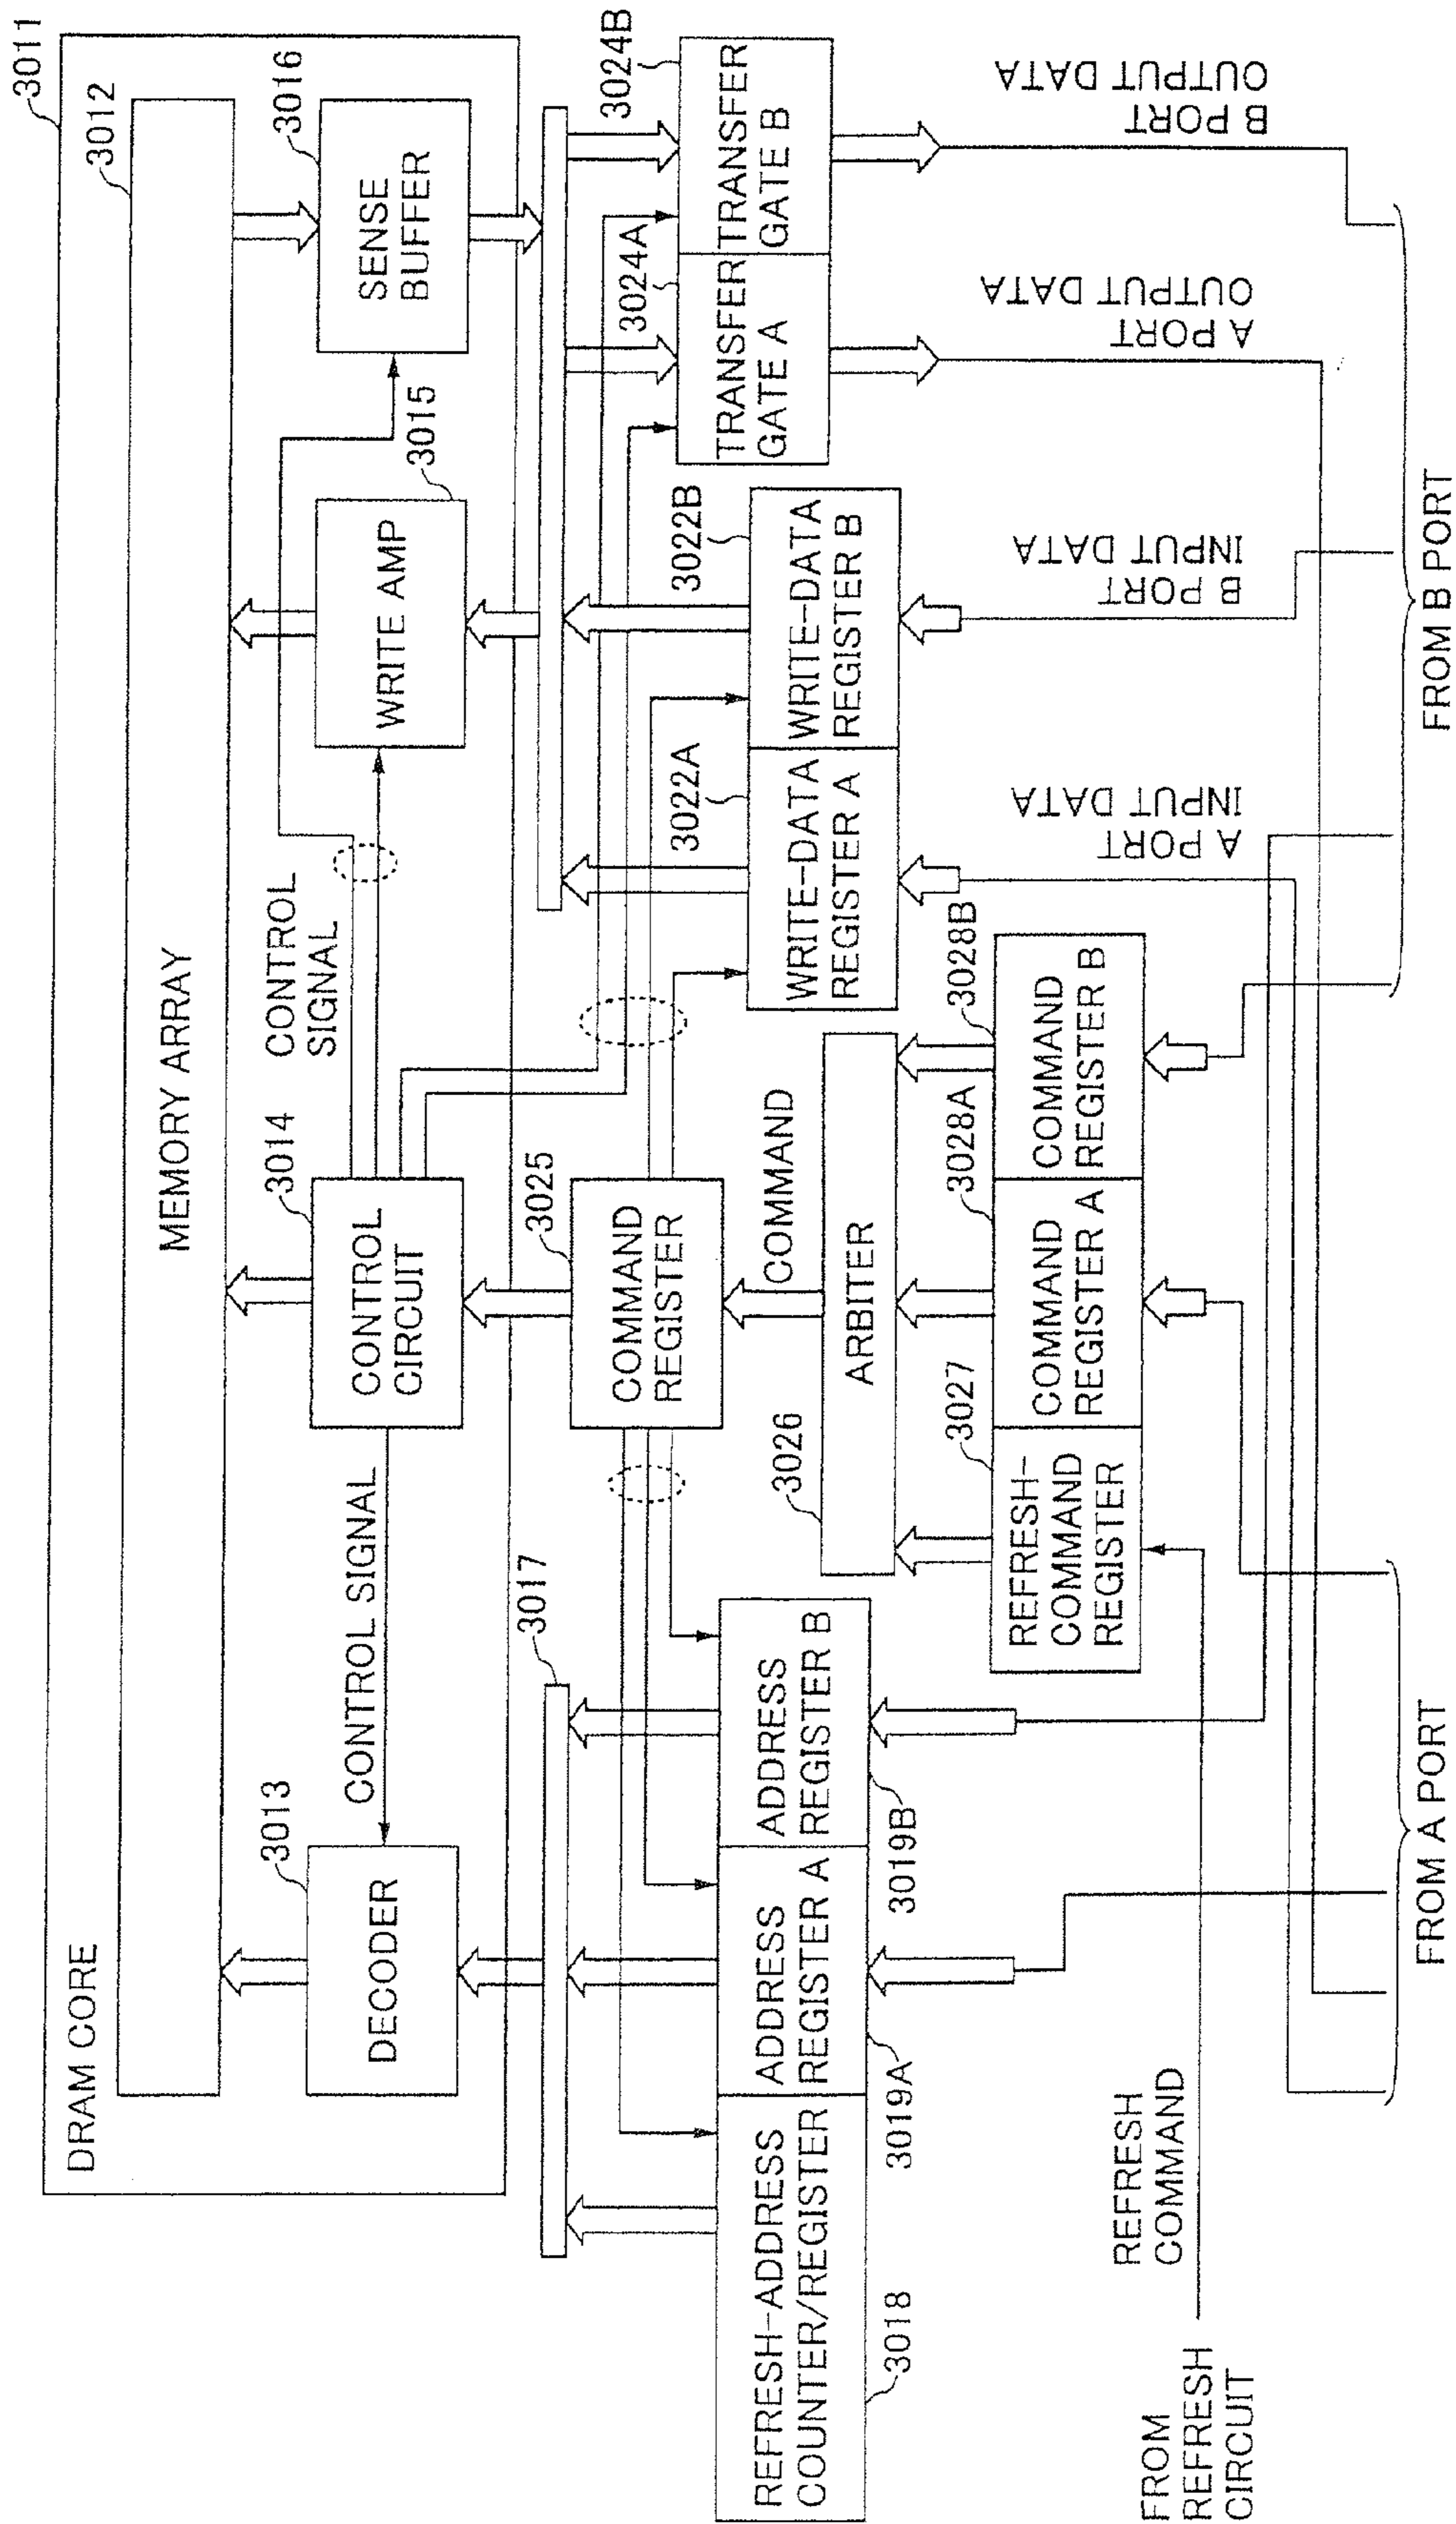 DRAM CORE
3011
3012
MEMORY ARRAY
3013
DECODER
CONTROL SIGNAL
3014
CONTROL
CIRCUIT
CONTROL
SIGNAL
3015
WRITE AMP
3016
SENSE
BUFFER
3017
3025
COMMAND
REGISTER
REFRESH-ADDRESS
COUNTER/REGISTER
3018
ADDRESS
REGISTER A
3019A
ADDRESS
REGISTER B
3019B
COMMAND
3026
ARBITER
3027
REFRESH-
COMMAND
REGISTER
3028A
COMMAND
REGISTER A
3028B
COMMAND
REGISTER B
3022A
WRITE-DATA
REGISTER A
3022B
WRITE-DATA
REGISTER B
3024A
TRANSFER
GATE A
3024B
TRANSFER
GATE B
A PORT
INPUT DATA
B PORT
INPUT DATA
A PORT
OUTPUT DATA
B PORT
OUTPUT DATA
REFRESH
COMMAND
FROM
REFRESH
CIRCUIT
FROM A PORT
FROM B PORT